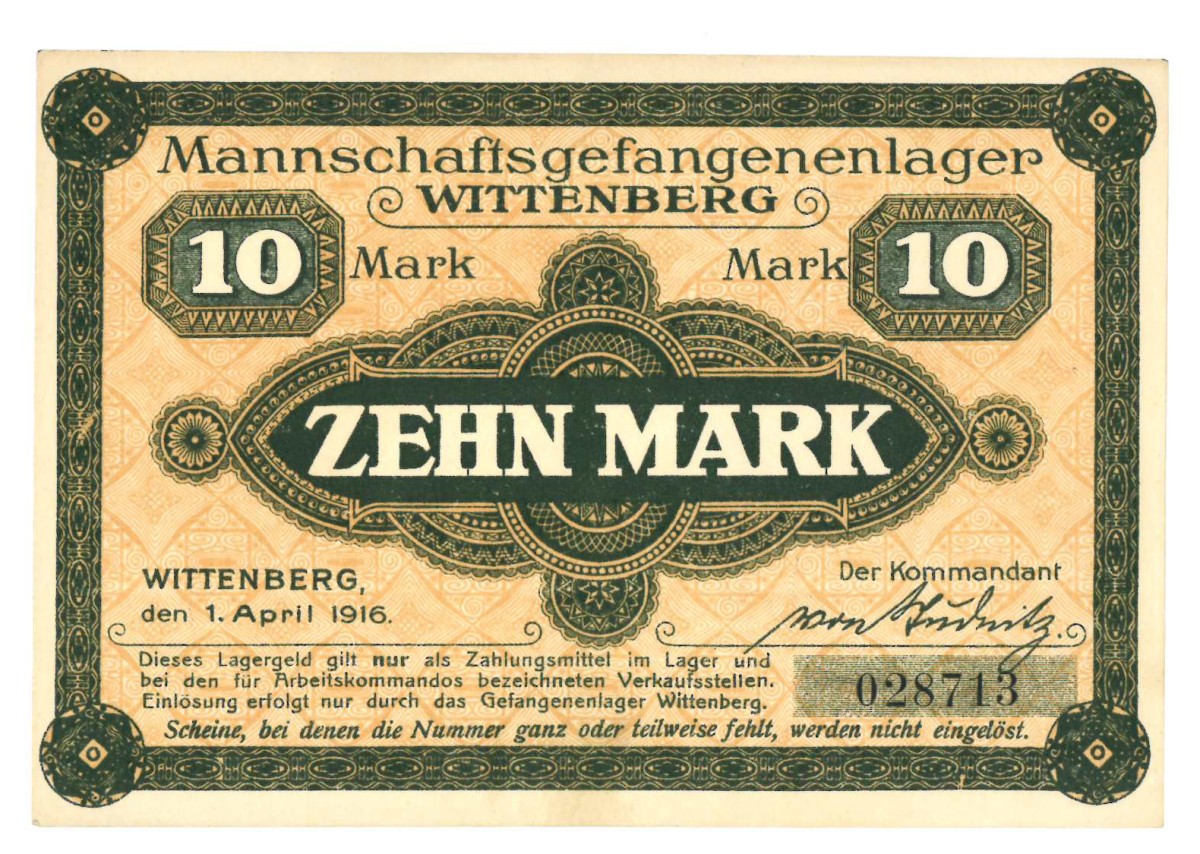 Mannschaftsgefangenenlager
WITTENBERG
10 Mark Mark 10
ZEHN MARK
WITTENBERG,
den 1. April 1916.
Der Kommandant
von Studnitz.
Dieses Lagergeld gilt nur als Zahlungsmittel im Lager und
bei den für Arbeitskommandos bezeichneten Verkaufsstellen.
Einlösung erfolgt nur durch das Gefangenenlager Wittenberg.
028713
Scheine, bei denen die Nummer ganz oder teilweise fehlt, werden nicht eingelöst.